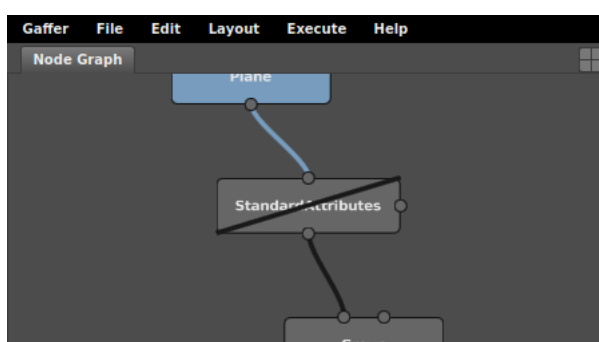 Gaffer File Edit Layout Execute Help
Node Graph
Plane
StandardAttributes